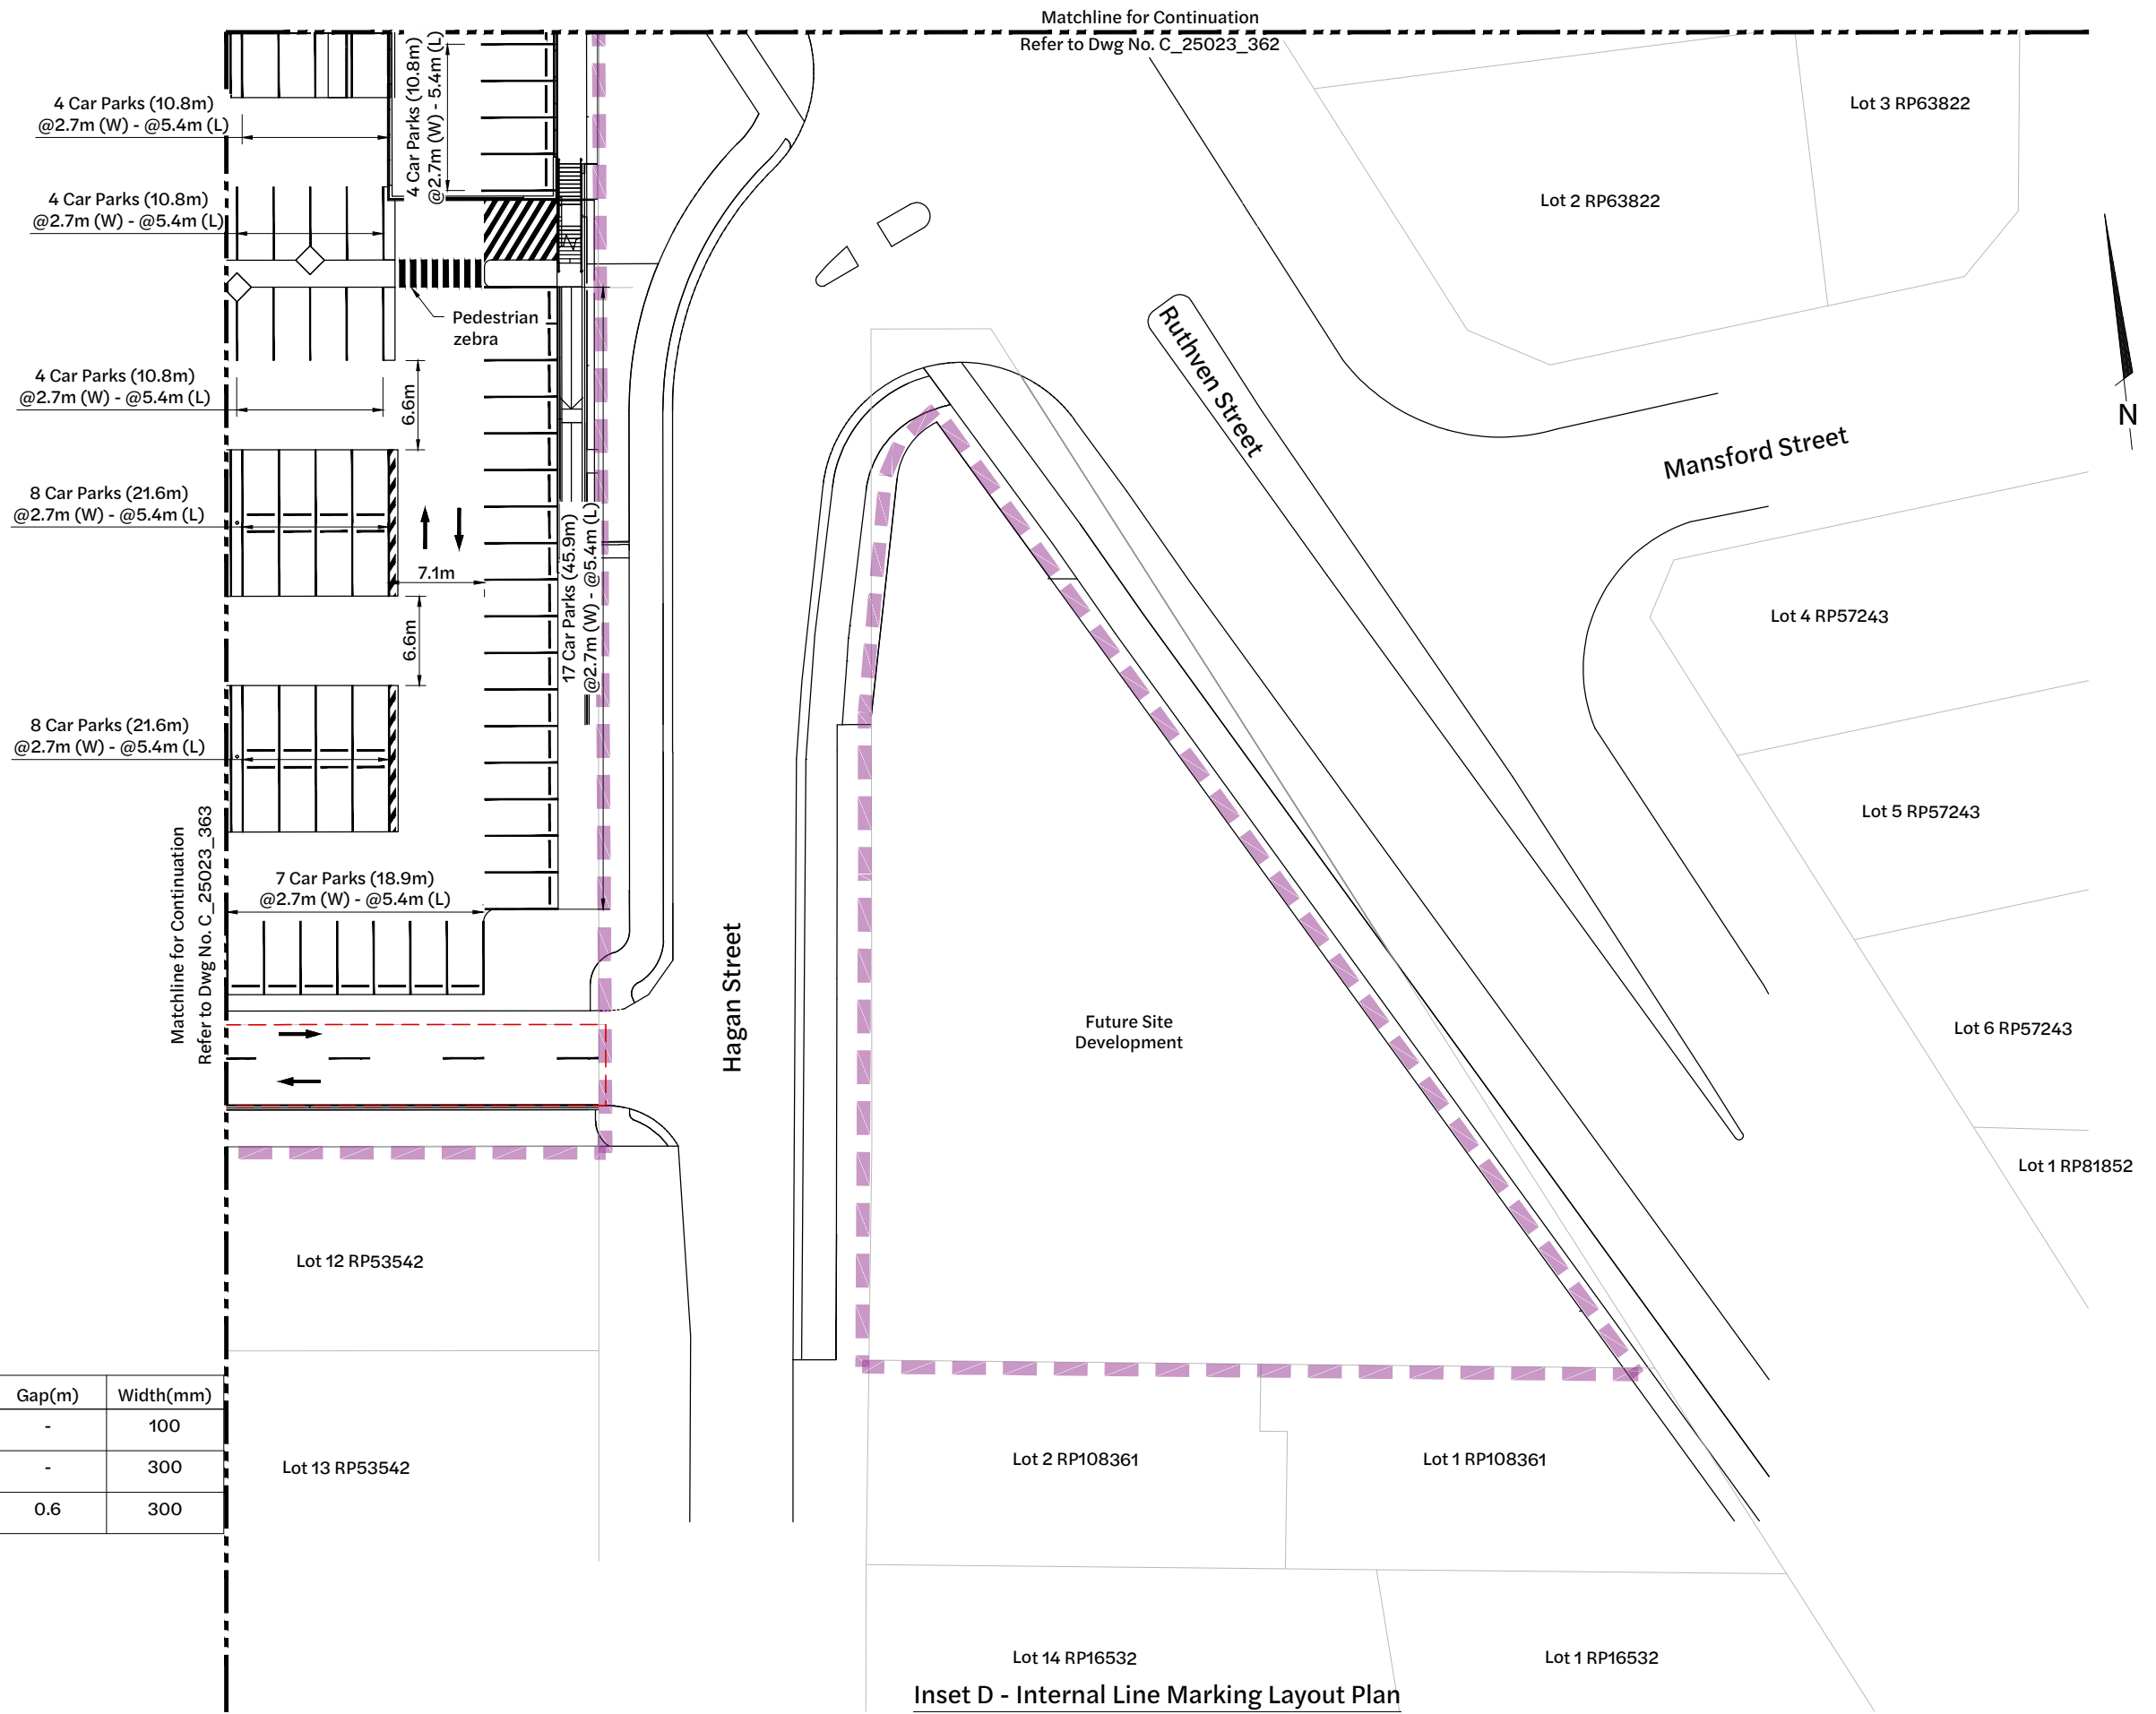 Matchline for Continuation
Refer to Dwg No. C_25023_362
4 Car Parks (10.8m)
@2.7m (W) - @5.4m (L)
4 Car Parks (10.8m)
@2.7m (W) - 5.4m (L)
Lot 3 RP63822
4 Car Parks (10.8m)
@2.7m (W) - @5.4m (L)
Lot 2 RP63822
Pedestrian
zebra
Ruthven Street
4 Car Parks (10.8m)
@2.7m (W) - @5.4m (L)
6.6m
N
Mansford Street
8 Car Parks (21.6m)
@2.7m (W) - @5.4m (L)
7.1m
17 Car Parks (45.9m)
@2.7m (W) - @5.4m (L)
6.6m
Lot 4 RP57243
8 Car Parks (21.6m)
@2.7m (W) - @5.4m (L)
Lot 5 RP57243
Matchline for Continuation
Refer to Dwg No. C_25023_363
7 Car Parks (18.9m)
@2.7m (W) - @5.4m (L)
Hagan Street
Future Site
Development
Lot 6 RP57243
Lot 1 RP81852
Lot 12 RP53542
Gap(m) Width(mm)
- 100
- 300
0.6 300
Lot 13 RP53542
Lot 2 RP108361
Lot 1 RP108361
Lot 14 RP16532
Lot 1 RP16532
Inset D - Internal Line Marking Layout Plan